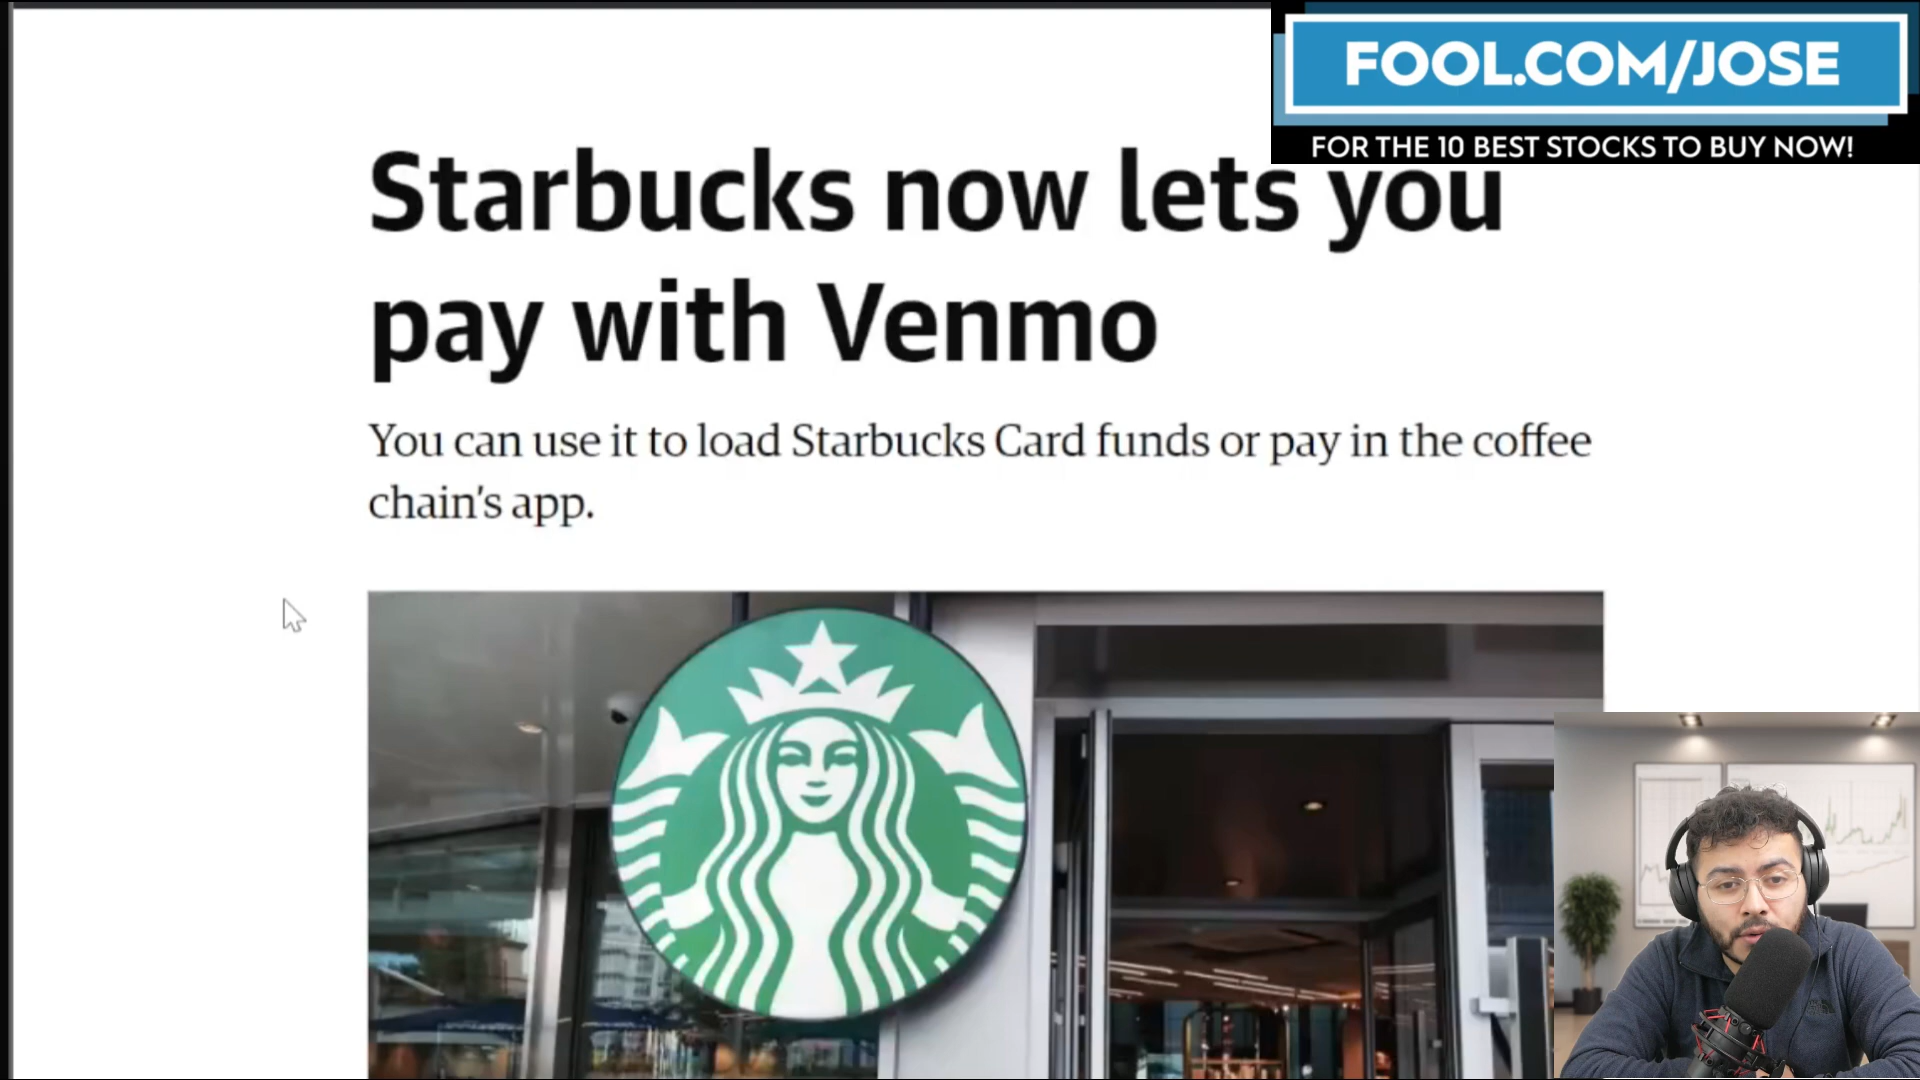 FOOL.COM/JOSE
FOR THE 10 BEST STOCKS TO BUY NOW!
Starbucks now lets you
pay with Venmo
You can use it to load Starbucks Card funds or pay in the coffee
chain's app.